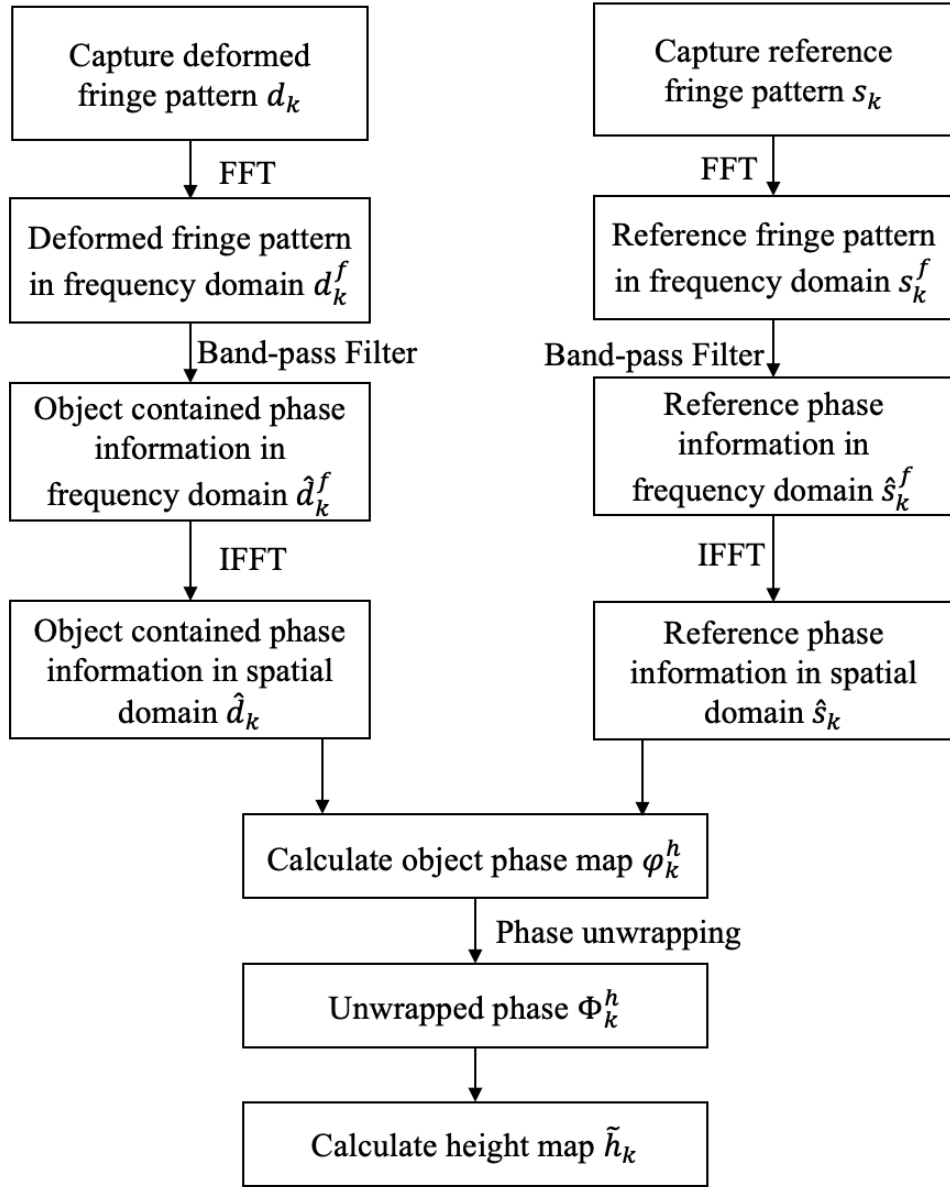 Capture deformed
fringe pattern d_k
FFT
Deformed fringe pattern
in frequency domain d_k^f
Band-pass Filter
Object contained phase
information in
frequency domain d̂_k^f
IFFT
Object contained phase
information in spatial
domain d̂_k
Capture reference
fringe pattern s_k
FFT
Reference fringe pattern
in frequency domain s_k^f
Band-pass Filter
Reference phase
information in
frequency domain ŝ_k^f
IFFT
Reference phase
information in spatial
domain ŝ_k
Calculate object phase map φ_k^h
Phase unwrapping
Unwrapped phase Φ_k^h
Calculate height map h̃_k